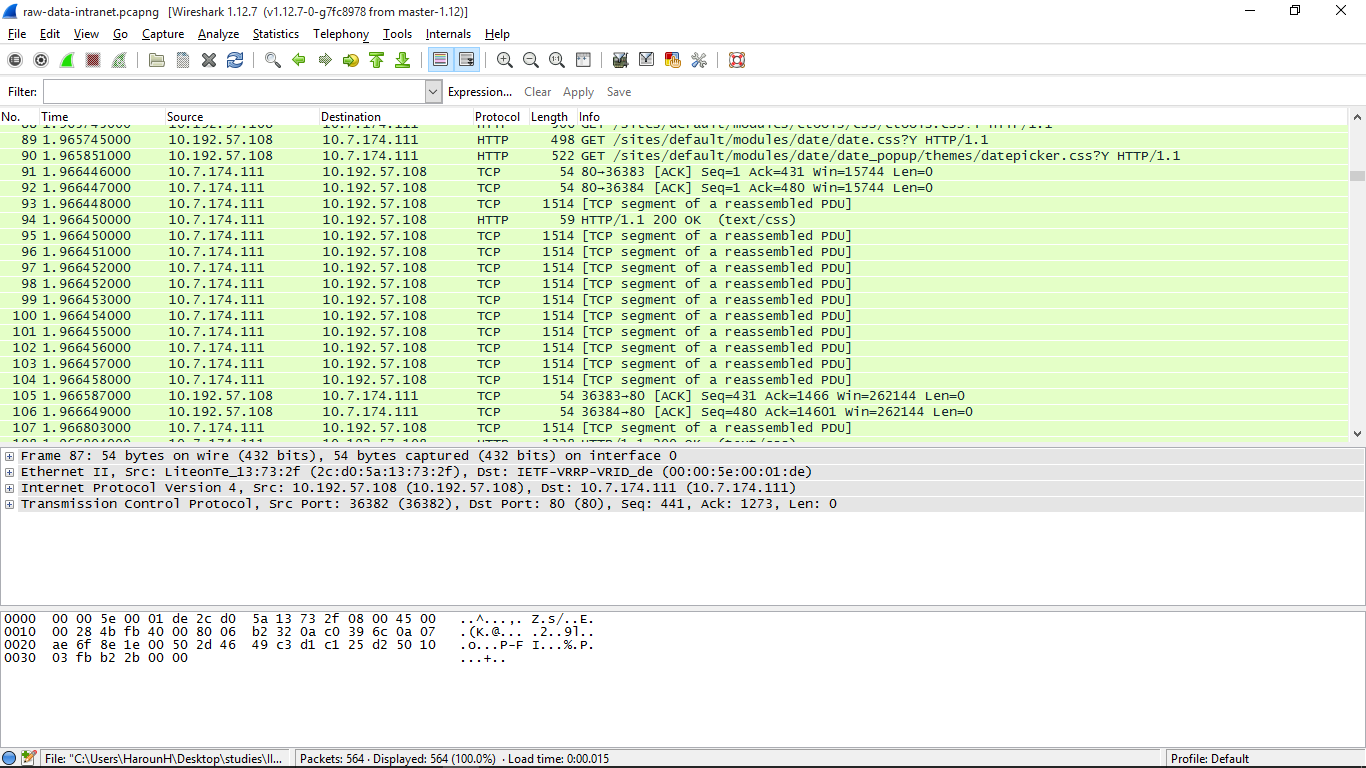 raw-data-intranet.pcapng [Wireshark 1.12.7 (v1.12.7-0-g7fc8978 from master-1.12)]
File Edit View Go Capture Analyze Statistics Telephony Tools Internals Help
Filter: Expression... Clear Apply Save
No. Time Source Destination Protocol Length Info
89 1.965745000 10.192.57.108 10.7.174.111 HTTP 498 GET /sites/default/modules/date/date.css?Y HTTP/1.1
90 1.965851000 10.192.57.108 10.7.174.111 HTTP 522 GET /sites/default/modules/date/date_popup/themes/datepicker.css?Y HTTP/1.1
91 1.966446000 10.7.174.111 10.192.57.108 TCP 54 80→36383 [ACK] Seq=1 Ack=431 Win=15744 Len=0
92 1.966447000 10.7.174.111 10.192.57.108 TCP 54 80→36384 [ACK] Seq=1 Ack=480 Win=15744 Len=0
93 1.966448000 10.7.174.111 10.192.57.108 TCP 1514 [TCP segment of a reassembled PDU]
94 1.966450000 10.7.174.111 10.192.57.108 HTTP 59 HTTP/1.1 200 OK (text/css)
95 1.966450000 10.7.174.111 10.192.57.108 TCP 1514 [TCP segment of a reassembled PDU]
96 1.966451000 10.7.174.111 10.192.57.108 TCP 1514 [TCP segment of a reassembled PDU]
97 1.966452000 10.7.174.111 10.192.57.108 TCP 1514 [TCP segment of a reassembled PDU]
98 1.966452000 10.7.174.111 10.192.57.108 TCP 1514 [TCP segment of a reassembled PDU]
99 1.966453000 10.7.174.111 10.192.57.108 TCP 1514 [TCP segment of a reassembled PDU]
100 1.966454000 10.7.174.111 10.192.57.108 TCP 1514 [TCP segment of a reassembled PDU]
101 1.966455000 10.7.174.111 10.192.57.108 TCP 1514 [TCP segment of a reassembled PDU]
102 1.966456000 10.7.174.111 10.192.57.108 TCP 1514 [TCP segment of a reassembled PDU]
103 1.966457000 10.7.174.111 10.192.57.108 TCP 1514 [TCP segment of a reassembled PDU]
104 1.966458000 10.7.174.111 10.192.57.108 TCP 1514 [TCP segment of a reassembled PDU]
105 1.966587000 10.192.57.108 10.7.174.111 TCP 54 36383→80 [ACK] Seq=431 Ack=1466 Win=262144 Len=0
106 1.966649000 10.192.57.108 10.7.174.111 TCP 54 36384→80 [ACK] Seq=480 Ack=14601 Win=262144 Len=0
107 1.966803000 10.7.174.111 10.192.57.108 TCP 1514 [TCP segment of a reassembled PDU]
Frame 87: 54 bytes on wire (432 bits), 54 bytes captured (432 bits) on interface 0
Ethernet II, Src: LiteonTe_13:73:2f (2c:d0:5a:13:73:2f), Dst: IETF-VRRP-VRID_de (00:00:5e:00:01:de)
Internet Protocol Version 4, Src: 10.192.57.108 (10.192.57.108), Dst: 10.7.174.111 (10.7.174.111)
Transmission Control Protocol, Src Port: 36382 (36382), Dst Port: 80 (80), Seq: 441, Ack: 1273, Len: 0
0000 00 00 5e 00 01 de 2c d0 5a 13 73 2f 08 00 45 00 ..^...,. Z.s/..E.
0010 00 28 4b fb 40 00 80 06 b2 32 0a c0 39 6c 0a 07 .(K.@... .2..9l..
0020 ae 6f 8e 1e 00 50 2d 46 49 c3 d1 c1 25 d2 50 10 .o...P-F I...%.P.
0030 03 fb b2 2b 00 00 ...+..
File: "C:\Users\HarounH\Desktop\studies\II... Packets: 564 · Displayed: 564 (100.0%) · Load time: 0:00.015 Profile: Default